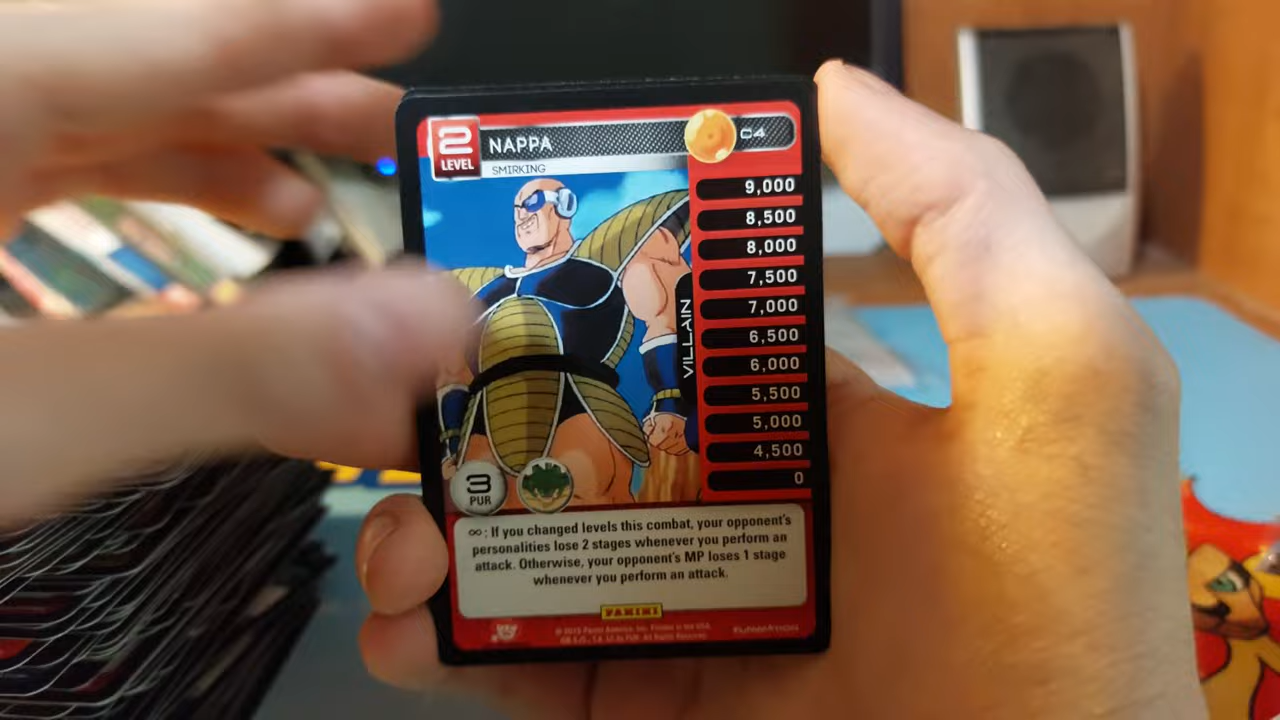 2
LEVEL
NAPPA
C4
SMIRKING
9,000
8,500
8,000
7,500
7,000
6,500
6,000
5,500
5,000
4,500
0
VILLAIN
3
PUR
∞: If you changed levels this combat, your opponent's
personalities lose 2 stages whenever you perform an
attack. Otherwise, your opponent's MP loses 1 stage
whenever you perform an attack.
PANINI
FUNIMATION